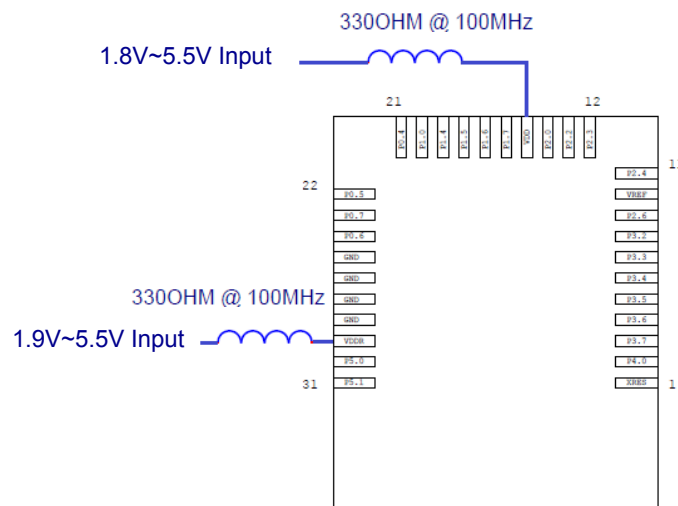 330OHM @ 100MHz
1.8V~5.5V Input
21
12
P0.4
P1.0
P1.4
P1.5
P1.6
P1.7
VDD
P2.0
P2.2
P2.3
22
P0.5
P0.7
P0.6
GND
GND
GND
GND
VDDR
P5.0
P5.1
31
330OHM @ 100MHz
1.9V~5.5V Input
P2.4
VREF
P2.6
P3.2
P3.3
P3.4
P3.5
P3.6
P3.7
P4.0
XRES
1